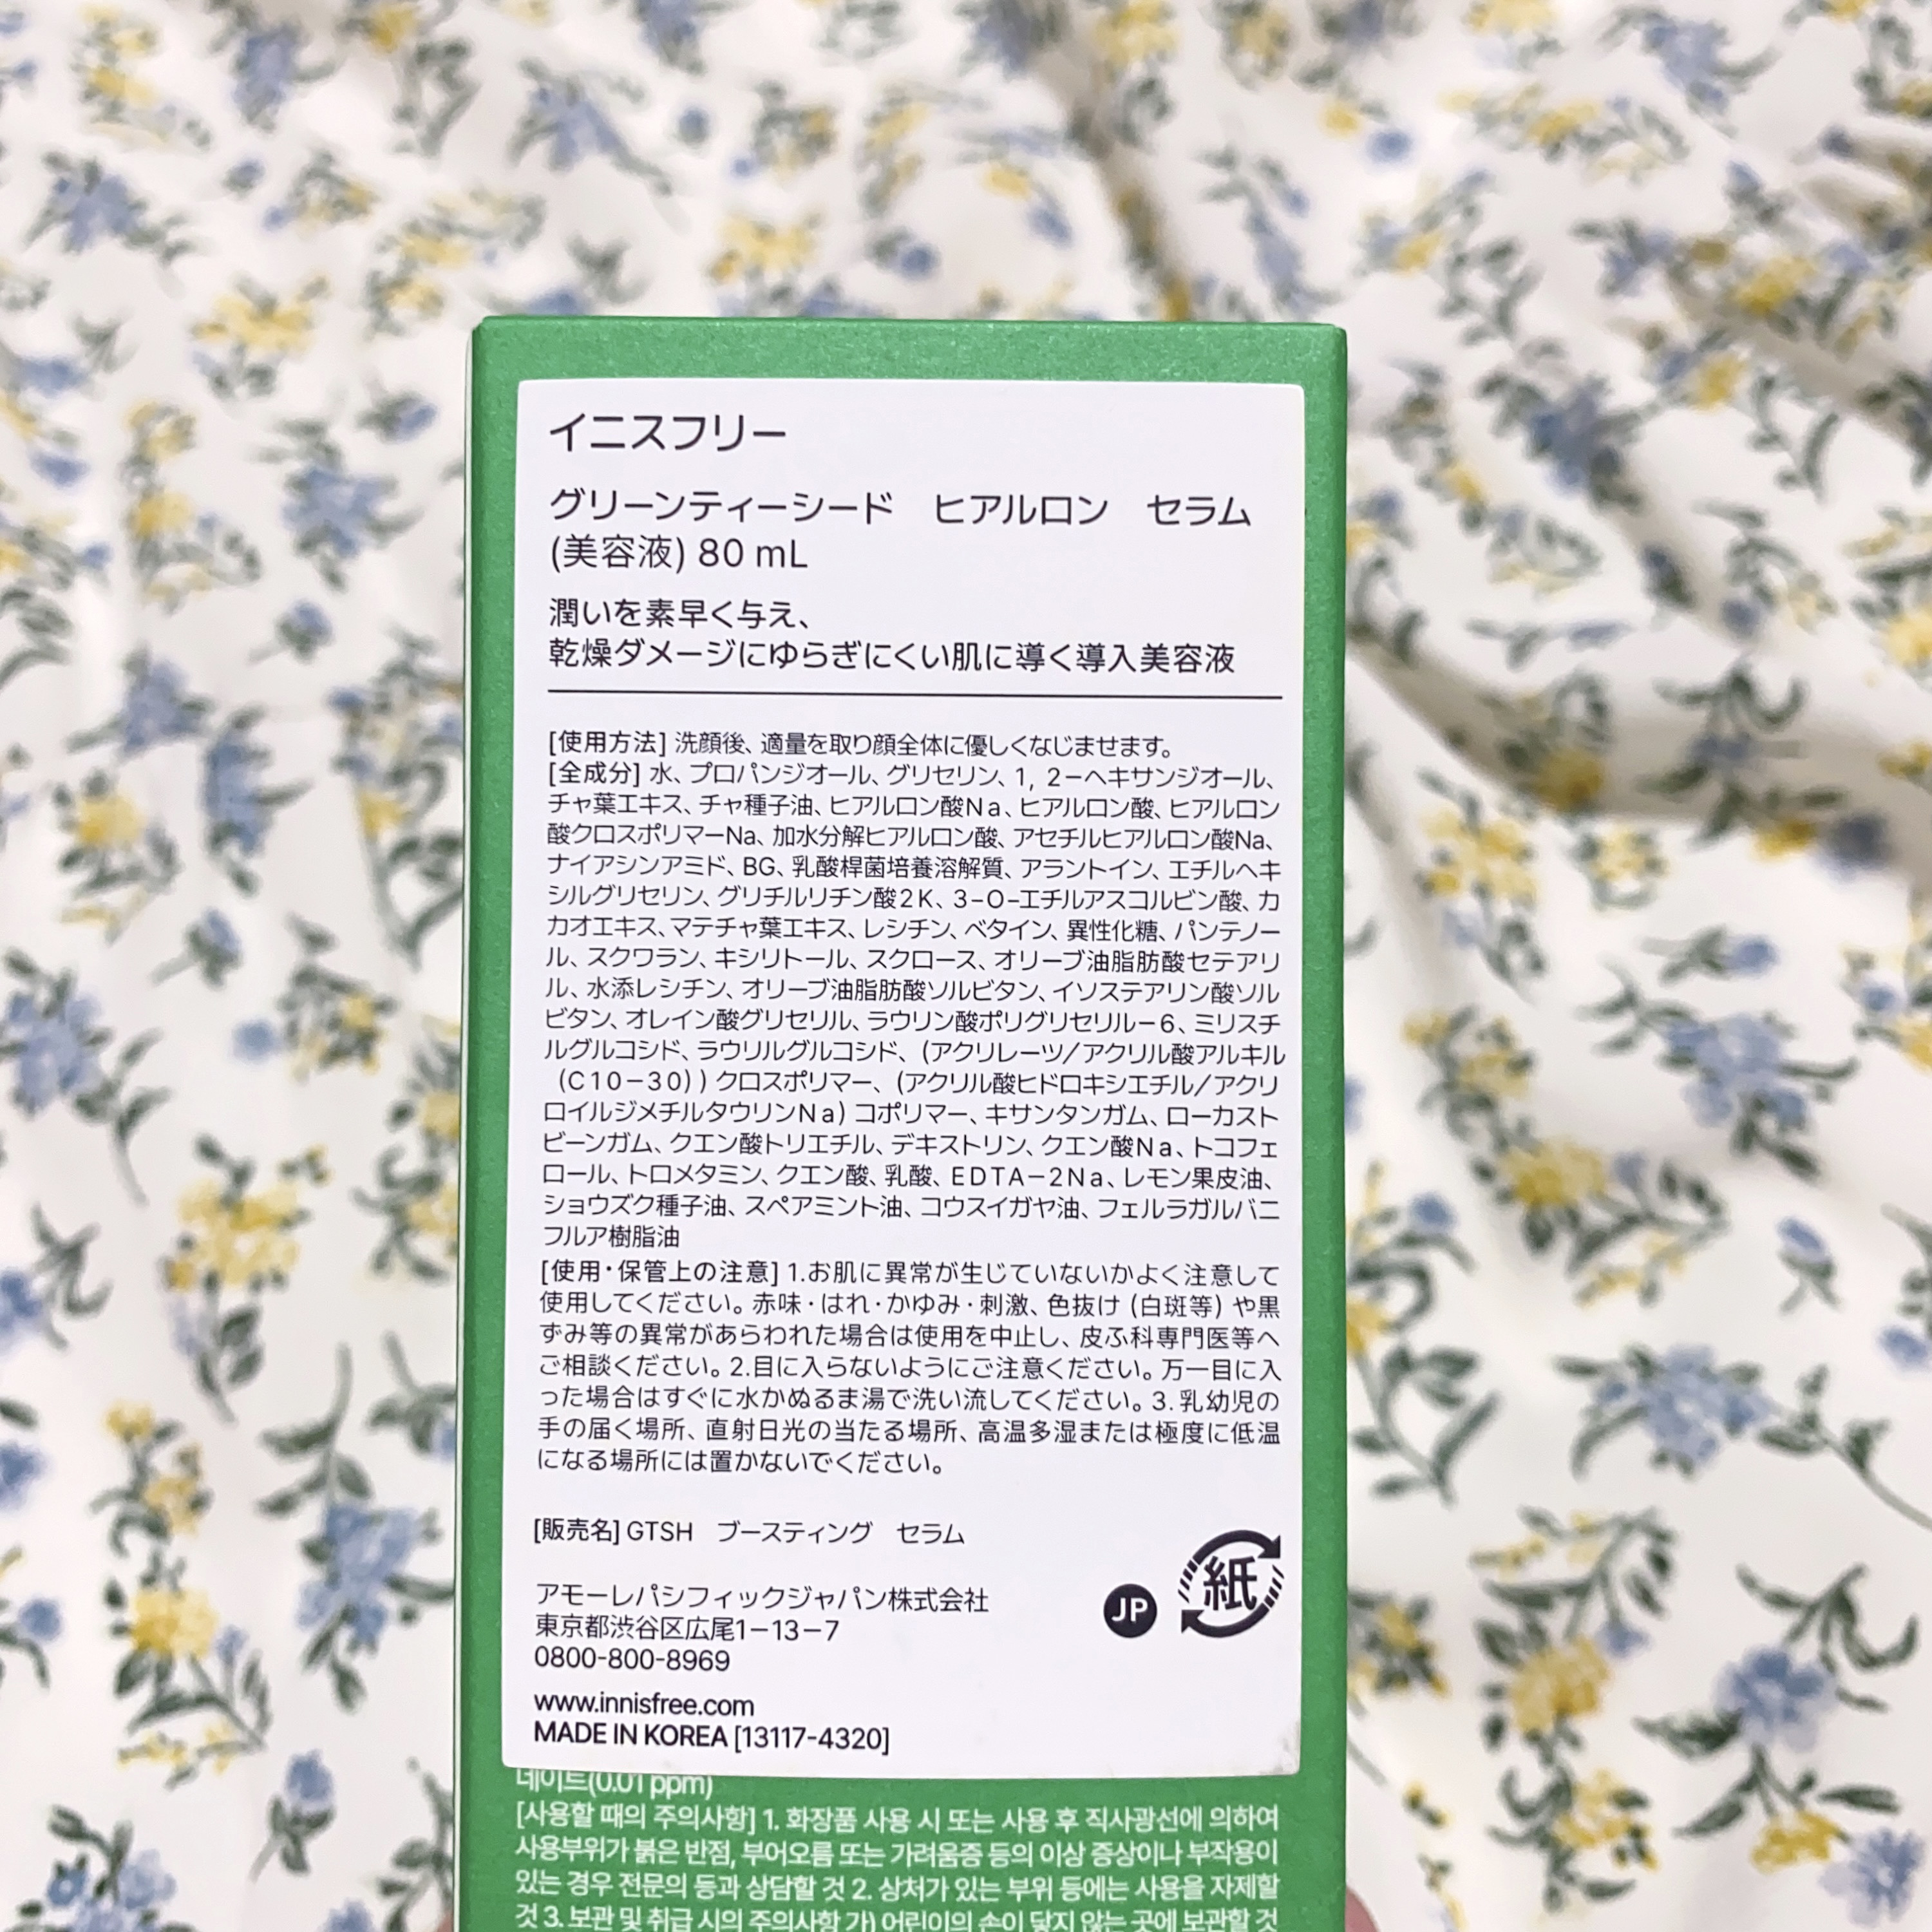 イニスフリー
グリーンティーシード　ヒアルロン　セラム
(美容液) 80 mL
潤いを素早く与え、
乾燥ダメージにゆらぎにくい肌に導く導入美容液
[使用方法] 洗顔後、適量を取り顔全体に優しくなじませます。
[全成分] 水、プロパンジオール、グリセリン、1, 2−ヘキサンジオール、
チャ葉エキス、チャ種子油、ヒアルロン酸Na、ヒアルロン酸、ヒアルロン
酸クロスポリマーNa、加水分解ヒアルロン酸、アセチルヒアルロン酸Na、
ナイアシンアミド、BG、乳酸桿菌培養溶解質、アラントイン、エチルヘキ
シルグリセリン、グリチルリチン酸2K、3−O−エチルアスコルビン酸、カ
カオエキス、マテチャ葉エキス、レシチン、ベタイン、異性化糖、パンテノー
ル、スクワラン、キシリトール、スクロース、オリーブ油脂肪酸セテアリ
ル、水添レシチン、オリーブ油脂肪酸ソルビタン、イソステアリン酸ソル
ビタン、オレイン酸グリセリル、ラウリン酸ポリグリセリル−6、ミリスチ
ルグルコシド、ラウリルグルコシド、(アクリレーツ／アクリル酸アルキル
(C10−30)) クロスポリマー、(アクリル酸ヒドロキシエチル／アクリ
ロイルジメチルタウリンNa) コポリマー、キサンタンガム、ローカスト
ビーンガム、クエン酸トリエチル、デキストリン、クエン酸Na、トコフェ
ロール、トロメタミン、クエン酸、乳酸、EDTA−2Na、レモン果皮油、
ショウズク種子油、スペアミント油、コウスイガヤ油、フェルラガルバニ
フルア樹脂油
[使用・保管上の注意] 1.お肌に異常が生じていないかよく注意して
使用してください。赤味・はれ・かゆみ・刺激、色抜け (白斑等) や黒
ずみ等の異常があらわれた場合は使用を中止し、皮ふ科専門医等へ
ご相談ください。2.目に入らないようにご注意ください。万一目に入
った場合はすぐに水かぬるま湯で洗い流してください。3.乳幼児の
手の届く場所、直射日光の当たる場所、高温多湿または極度に低温
になる場所には置かないでください。
[販売名] GTSH　ブースティング　セラム
アモーレパシフィックジャパン株式会社
東京都渋谷区広尾1−13−7
0800-800-8969
JP
紙
www.innisfree.com
MADE IN KOREA [13117-4320]
네이트(0.01 ppm)
[사용할 때의 주의사항] 1. 화장품 사용 시 또는 사용 후 직사광선에 의하여
사용부위가 붉은 반점, 부어오름 또는 가려움증 등의 이상 증상이나 부작용이
있는 경우 전문의 등과 상담할 것 2. 상처가 있는 부위 등에는 사용을 자제할
것 3. 보관 및 취급 시의 주의사항 가) 어린이의 손이 닿지 않는 곳에 보관할 것